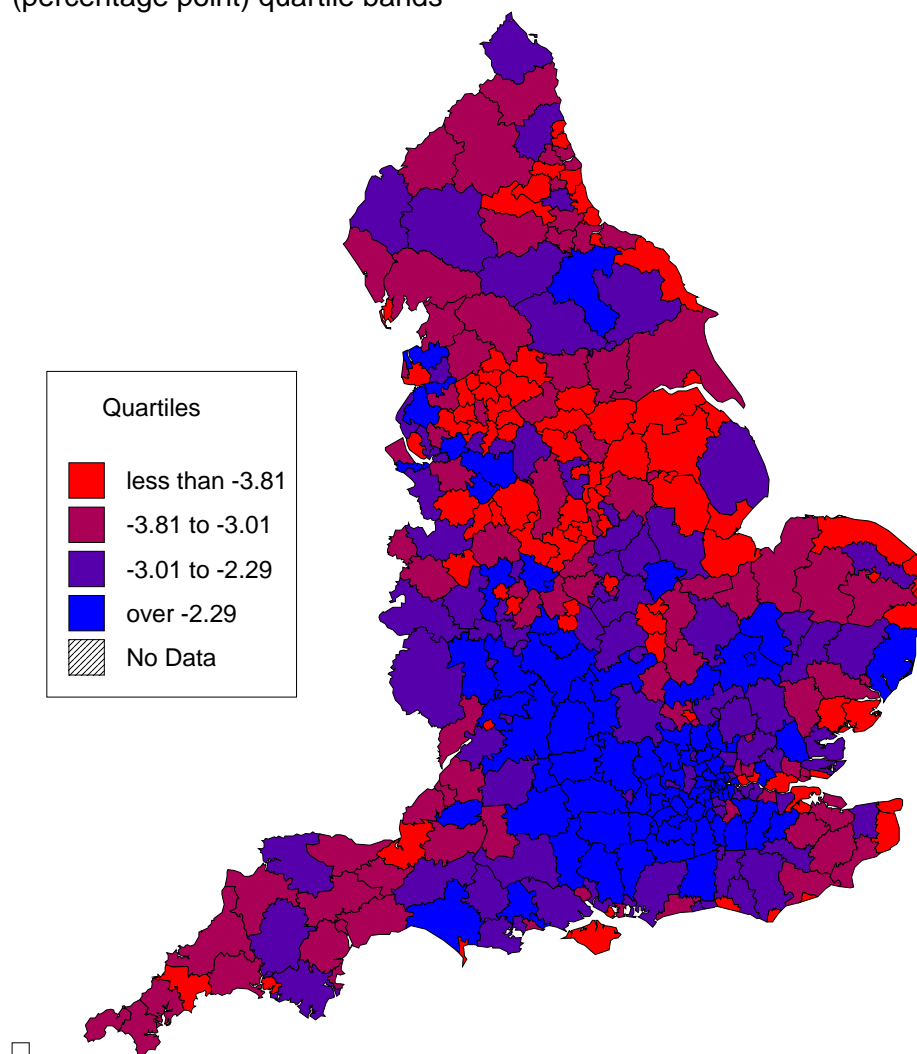 (percentage point) quartile bands
Quartiles
less than -3.81
-3.81 to -3.01
-3.01 to -2.29
over -2.29
No Data